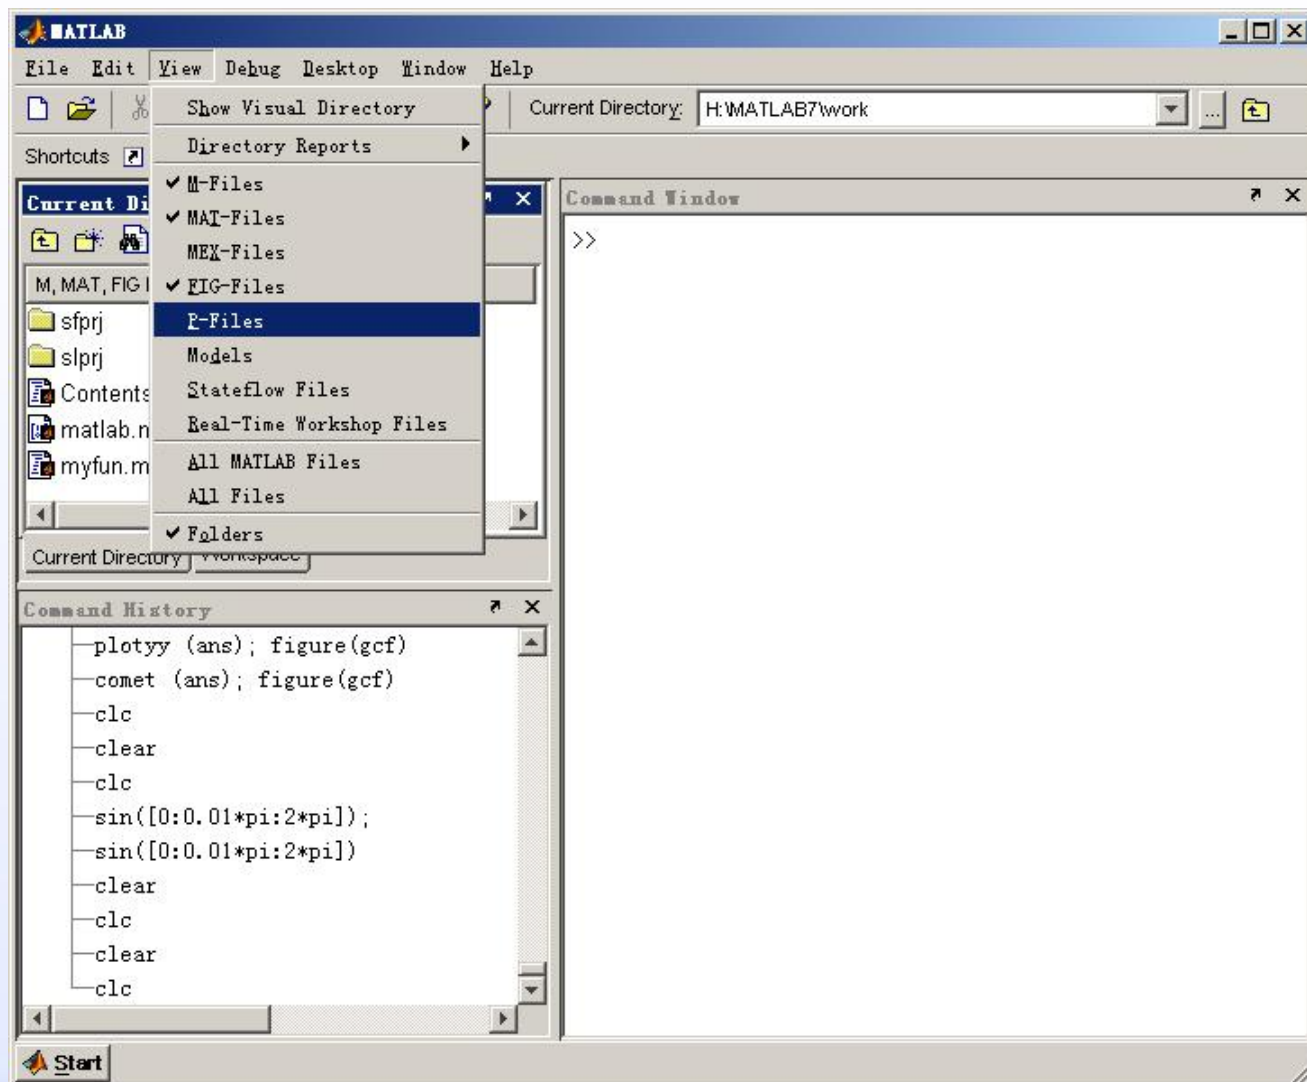 MATLAB
File Edit View Debug Desktop Window Help
Show Visual Directory
Current Directory: H:\MATLAB7\work ...
Directory Reports
Shortcuts
M-Files
Current Di
MAT-Files
Command Window
MEX-Files
>>
M, MAT, FIG
FIG-Files
sfprj
P-Files
slprj
Models
Contents
Stateflow Files
matlab.m
Real-Time Workshop Files
myfun.m
All MATLAB Files
All Files
Folders
Current Directory Workspace
Command History
plotyy (ans); figure(gcf)
comet (ans); figure(gcf)
clc
clear
clc
sin([0:0.01*pi:2*pi]);
sin([0:0.01*pi:2*pi])
clear
clc
clear
clc
Start